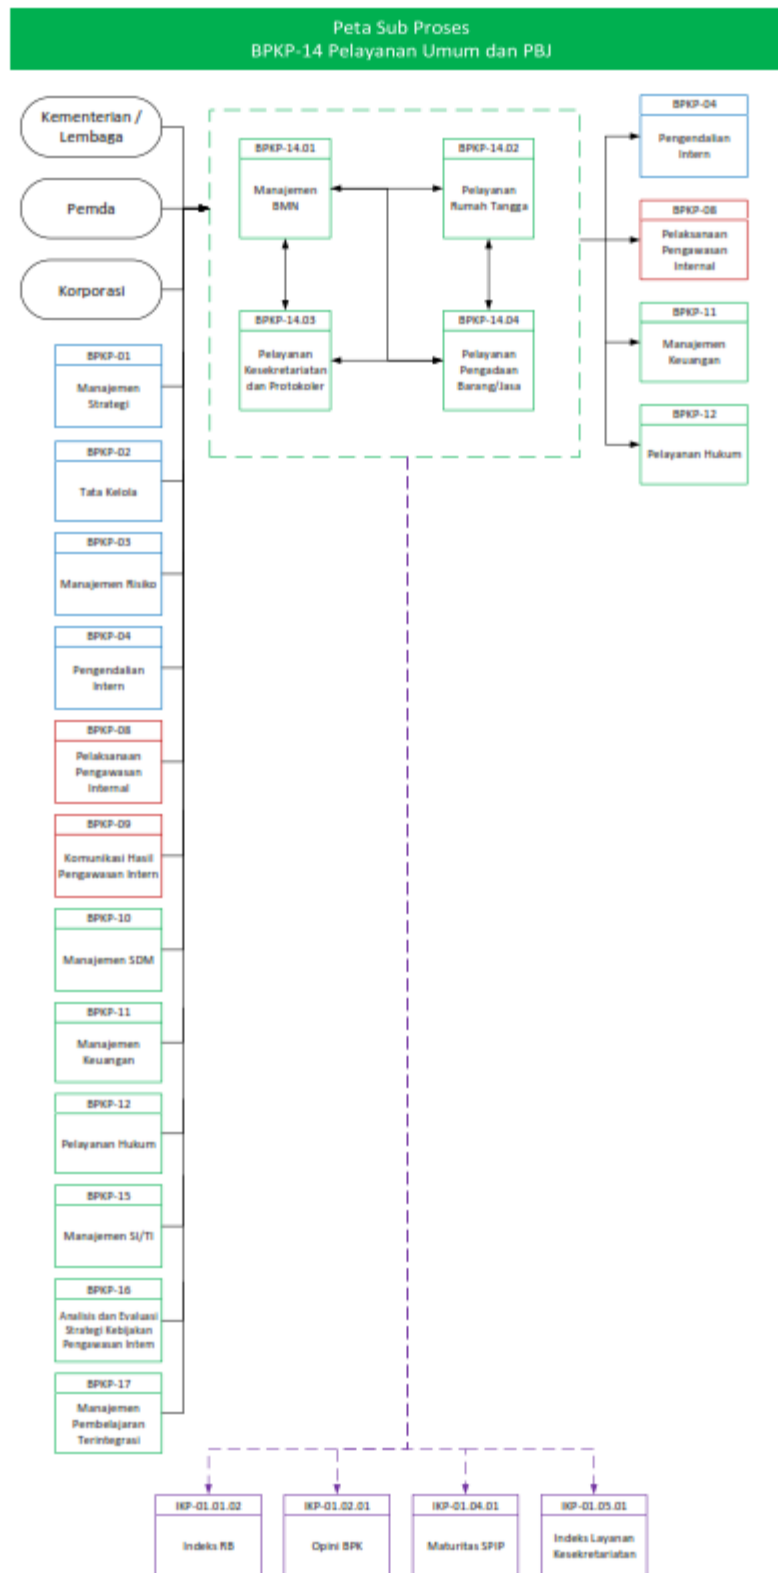 Peta Sub Proses
BPKP-14 Pelayanan Umum dan PBJ
Kementerian /
Lembaga
Pemda
Korporasi
BPKP-01
Manajemen
Strategi
BPKP-02
Tata Kelola
BPKP-03
Manajemen Risiko
BPKP-04
Pengendalian
Intern
BPKP-08
Pelaksanaan
Pengawasan
Internal
BPKP-09
Komunikasi Hasil
Pengawasan Intern
BPKP-10
Manajemen SDM
BPKP-11
Manajemen
Keuangan
BPKP-12
Pelayanan Hukum
BPKP-15
Manajemen SI/TI
BPKP-16
Analisis dan Evaluasi
Strategi Kebijakan
Pengawasan Intern
BPKP-17
Manajemen
Pembelajaran
Terintegrasi
BPKP-14.01
Manajemen
BMN
BPKP-14.02
Pelayanan
Rumah Tangga
BPKP-14.03
Pelayanan
Kesekretariatan
dan Protokoler
BPKP-14.04
Pelayanan
Pengadaan
Barang/Jasa
BPKP-04
Pengendalian
Intern
BPKP-08
Pelaksanaan
Pengawasan
Internal
BPKP-11
Manajemen
Keuangan
BPKP-12
Pelayanan Hukum
IKP-01.01.02
Indeks RB
IKP-01.02.01
Opini BPK
IKP-01.04.01
Maturitas SPIP
IKP-01.05.01
Indeks Layanan
Kesekretariatan